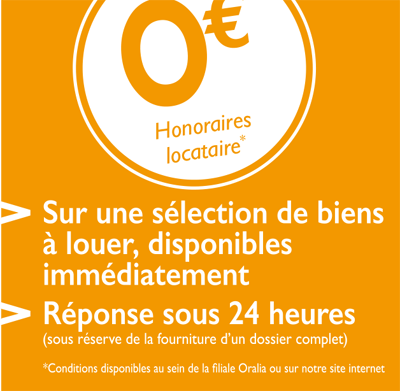 0€
Honoraires
locataire*
> Sur une sélection de biens
à louer, disponibles
immédiatement
> Réponse sous 24 heures
(sous réserve de la fourniture d'un dossier complet)
*Conditions disponibles au sein de la filiale Oralia ou sur notre site internet